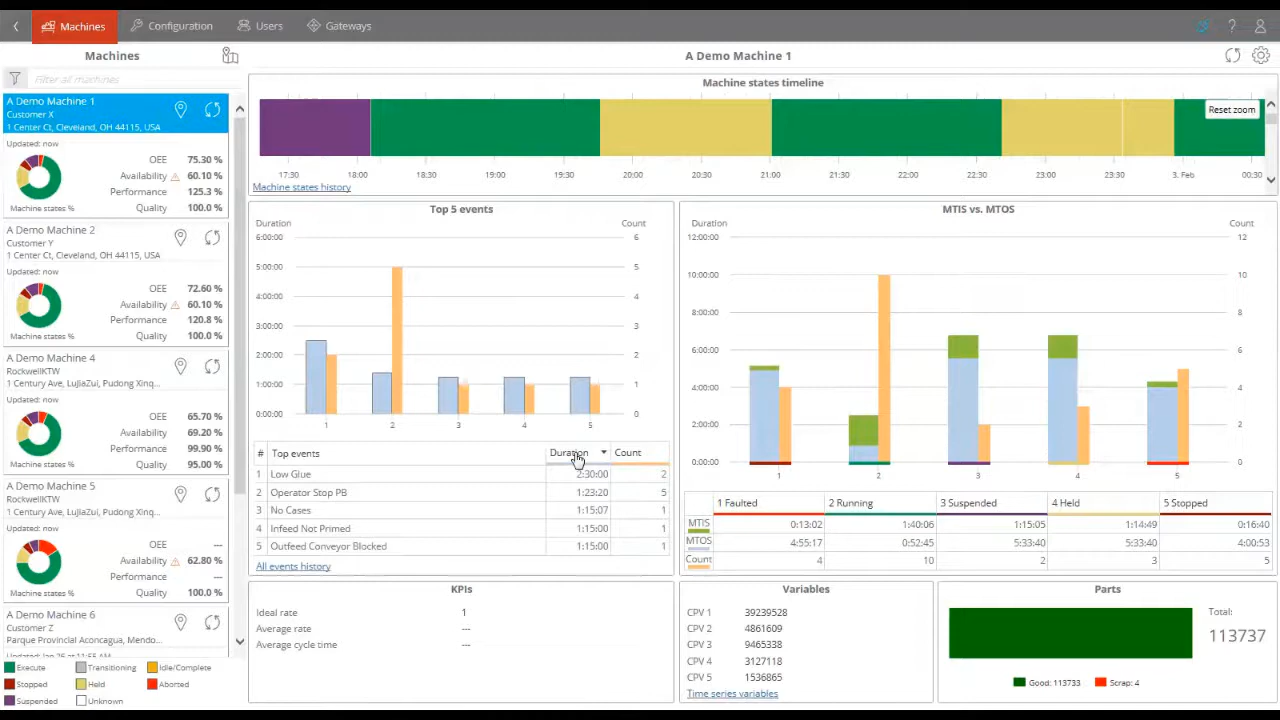 Machines
Configuration
Users
Gateways
?
Machines
A Demo Machine 1
Filter all machines
A Demo Machine 1
Customer X
1 Center Ct, Cleveland, OH 44115, USA
Updated: now
OEE 75.30 %
Availability 60.10 %
Performance 125.3 %
Quality 100.0 %
Machine states %
A Demo Machine 2
Customer Y
1 Center Ct, Cleveland, OH 44115, USA
Updated: now
OEE 72.60 %
Availability 60.10 %
Performance 120.8 %
Quality 100.0 %
Machine states %
A Demo Machine 4
RockwellKTW
1 Century Ave, LuJiaZui, Pudong Xinq...
Updated: now
OEE 65.70 %
Availability 69.20 %
Performance 99.90 %
Quality 95.00 %
Machine states %
A Demo Machine 5
RockwellKTW
1 Century Ave, LuJiaZui, Pudong Xinq...
Updated: now
OEE ---
Availability 62.80 %
Performance ---
Quality 100.0 %
Machine states %
A Demo Machine 6
Customer Z
Parque Provincial Aconcagua, Mendo...
Execute Transitioning Idle/Complete
Stopped Held Aborted
Suspended Unknown
Machine states timeline
Reset zoom
17:30 18:00 18:30 19:00 19:30 20:00 20:30 21:00 21:30 22:00 22:30 23:00 23:30 3. Feb 00:30
Machine states history
Top 5 events
Duration Count
6:00:00 6
5:00:00 5
4:00:00 4
3:00:00 3
2:00:00 2
1:00:00 1
0:00:00 0
1 2 3 4 5
# Top events Duration Count
1 Low Glue 2:30:00 2
2 Operator Stop PB 1:23:20 5
3 No Cases 1:15:07 1
4 Infeed Not Primed 1:15:00 1
5 Outfeed Conveyor Blocked 1:15:00 1
All events history
MTIS vs. MTOS
Duration Count
12:00:00 12
10:00:00 10
8:00:00 8
6:00:00 6
4:00:00 4
2:00:00 2
0:00:00 0
1 2 3 4 5
1 Faulted 2 Running 3 Suspended 4 Held 5 Stopped
MTIS 0:13:02 1:40:06 1:15:05 1:14:49 0:16:40
MTOS 4:55:17 0:52:45 5:33:40 5:33:40 4:00:53
Count 4 10 2 3 5
KPIs
Ideal rate 1
Average rate ---
Average cycle time ---
Variables
CPV 1 39239528
CPV 2 4861609
CPV 3 9465338
CPV 4 3127118
CPV 5 1536865
Time series variables
Parts
Total:
113737
Good: 113733 Scrap: 4